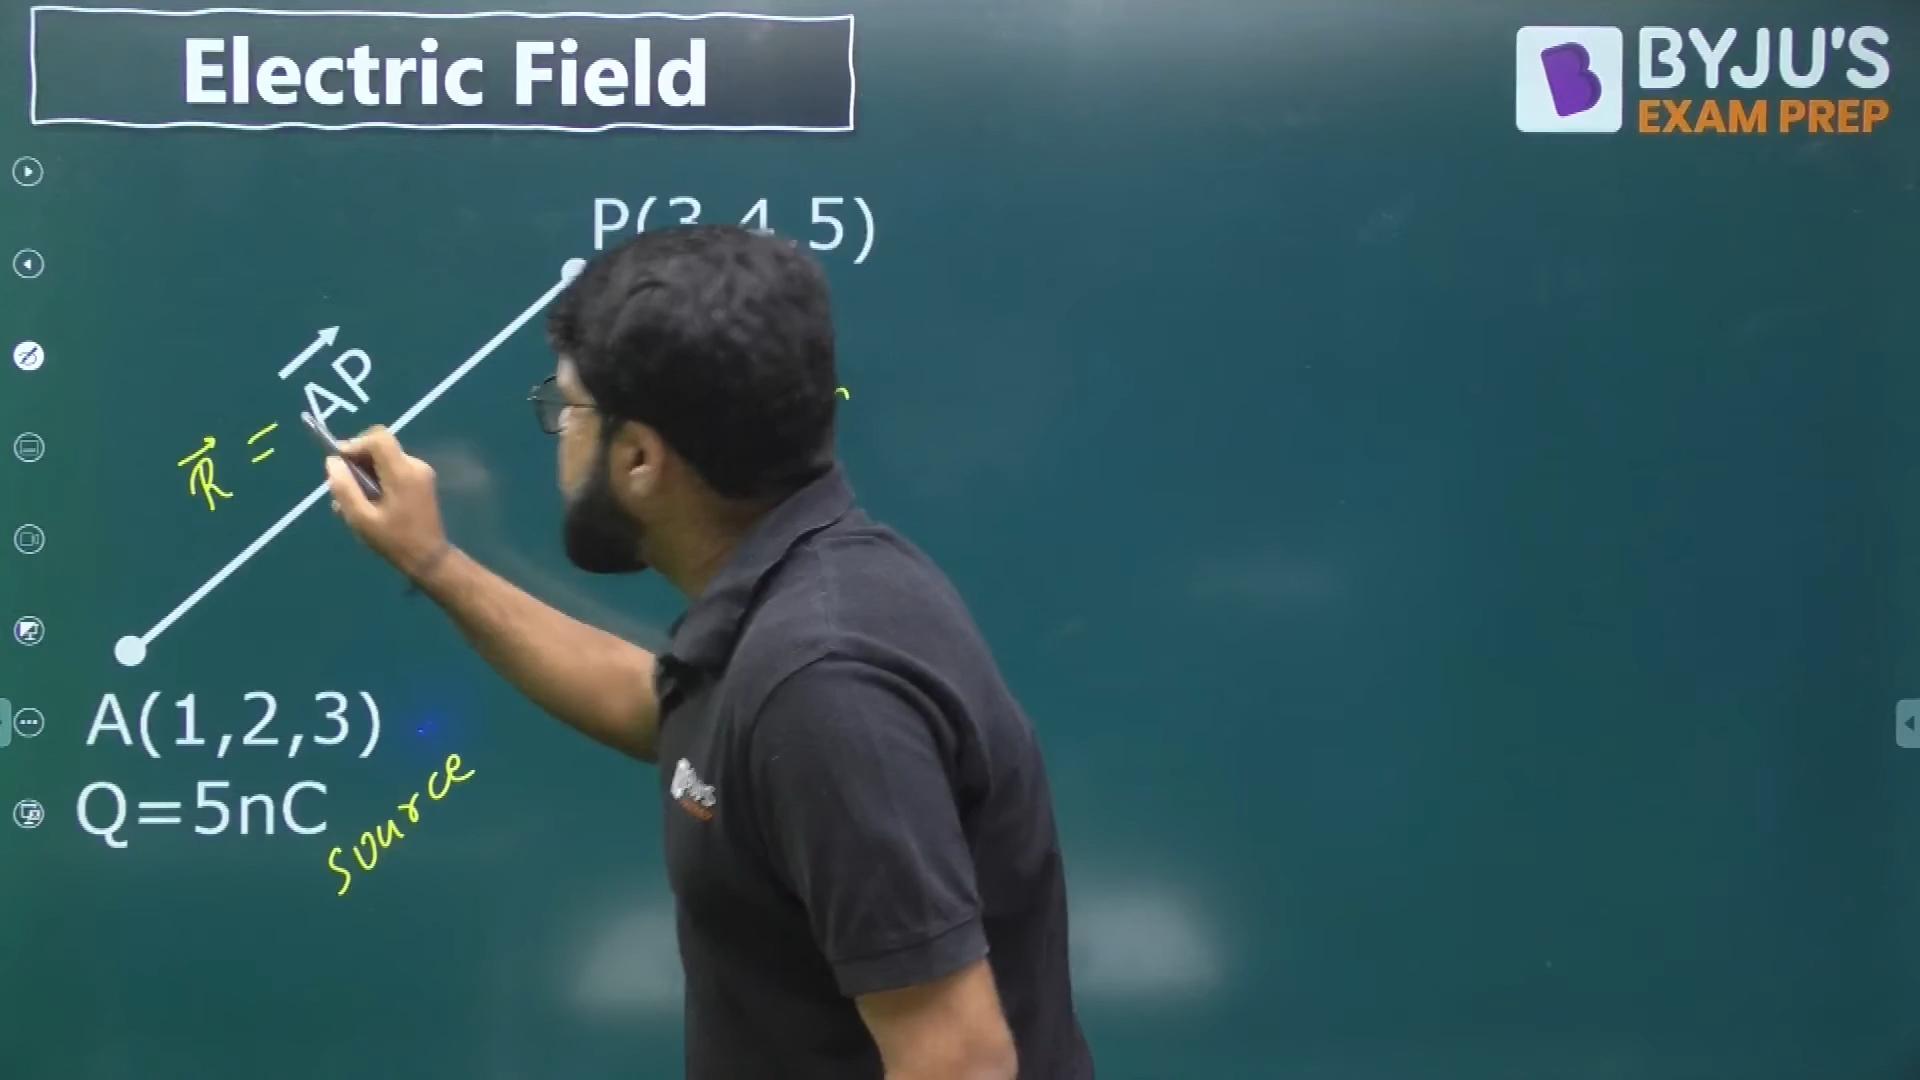 Electric Field
BYJU'S
EXAM PREP
P(3,4,5)
AP
R =
A(1,2,3)
Q=5nC
Source